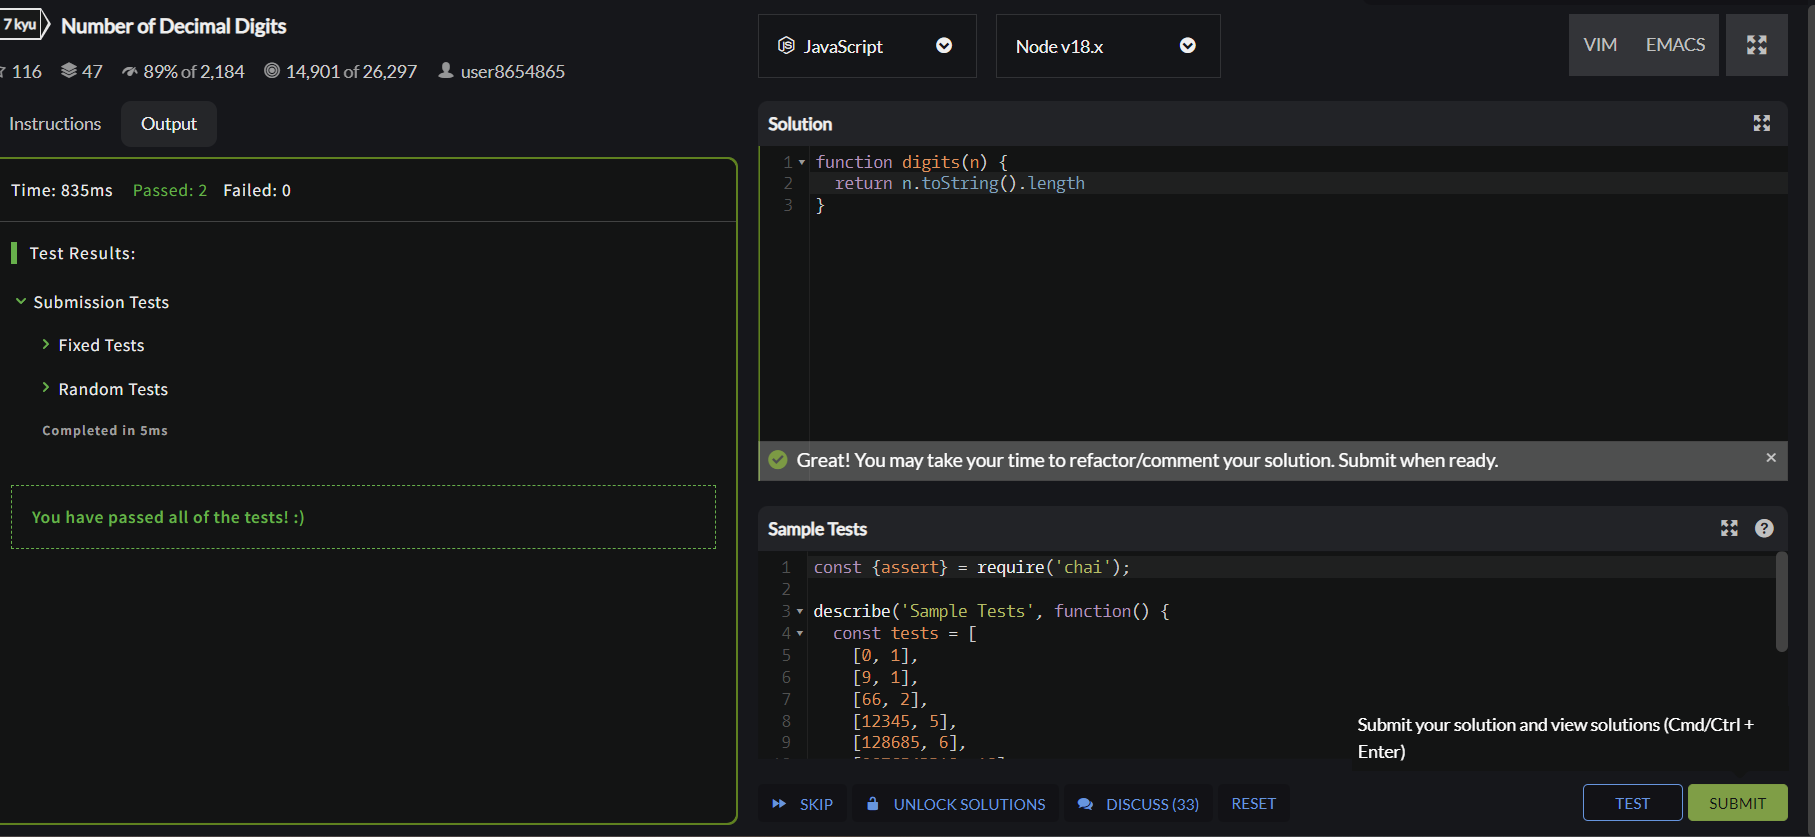 7 kyu Number of Decimal Digits
116 47 89% of 2,184 14,901 of 26,297 user8654865
Instructions Output
Time: 835ms Passed: 2 Failed: 0
Test Results:
Submission Tests
Fixed Tests
Random Tests
Completed in 5ms
You have passed all of the tests! :)
JavaScript Node v18.x VIM EMACS
Solution
1 function digits(n) {
2 return n.toString().length
3 }
Great! You may take your time to refactor/comment your solution. Submit when ready. ×
Sample Tests ?
1 const {assert} = require('chai');
2
3 describe('Sample Tests', function() {
4 const tests = [
5 [0, 1],
6 [9, 1],
7 [66, 2],
8 [12345, 5],
9 [128685, 6],
Submit your solution and view solutions (Cmd/Ctrl +
Enter)
SKIP UNLOCK SOLUTIONS DISCUSS (33) RESET TEST SUBMIT